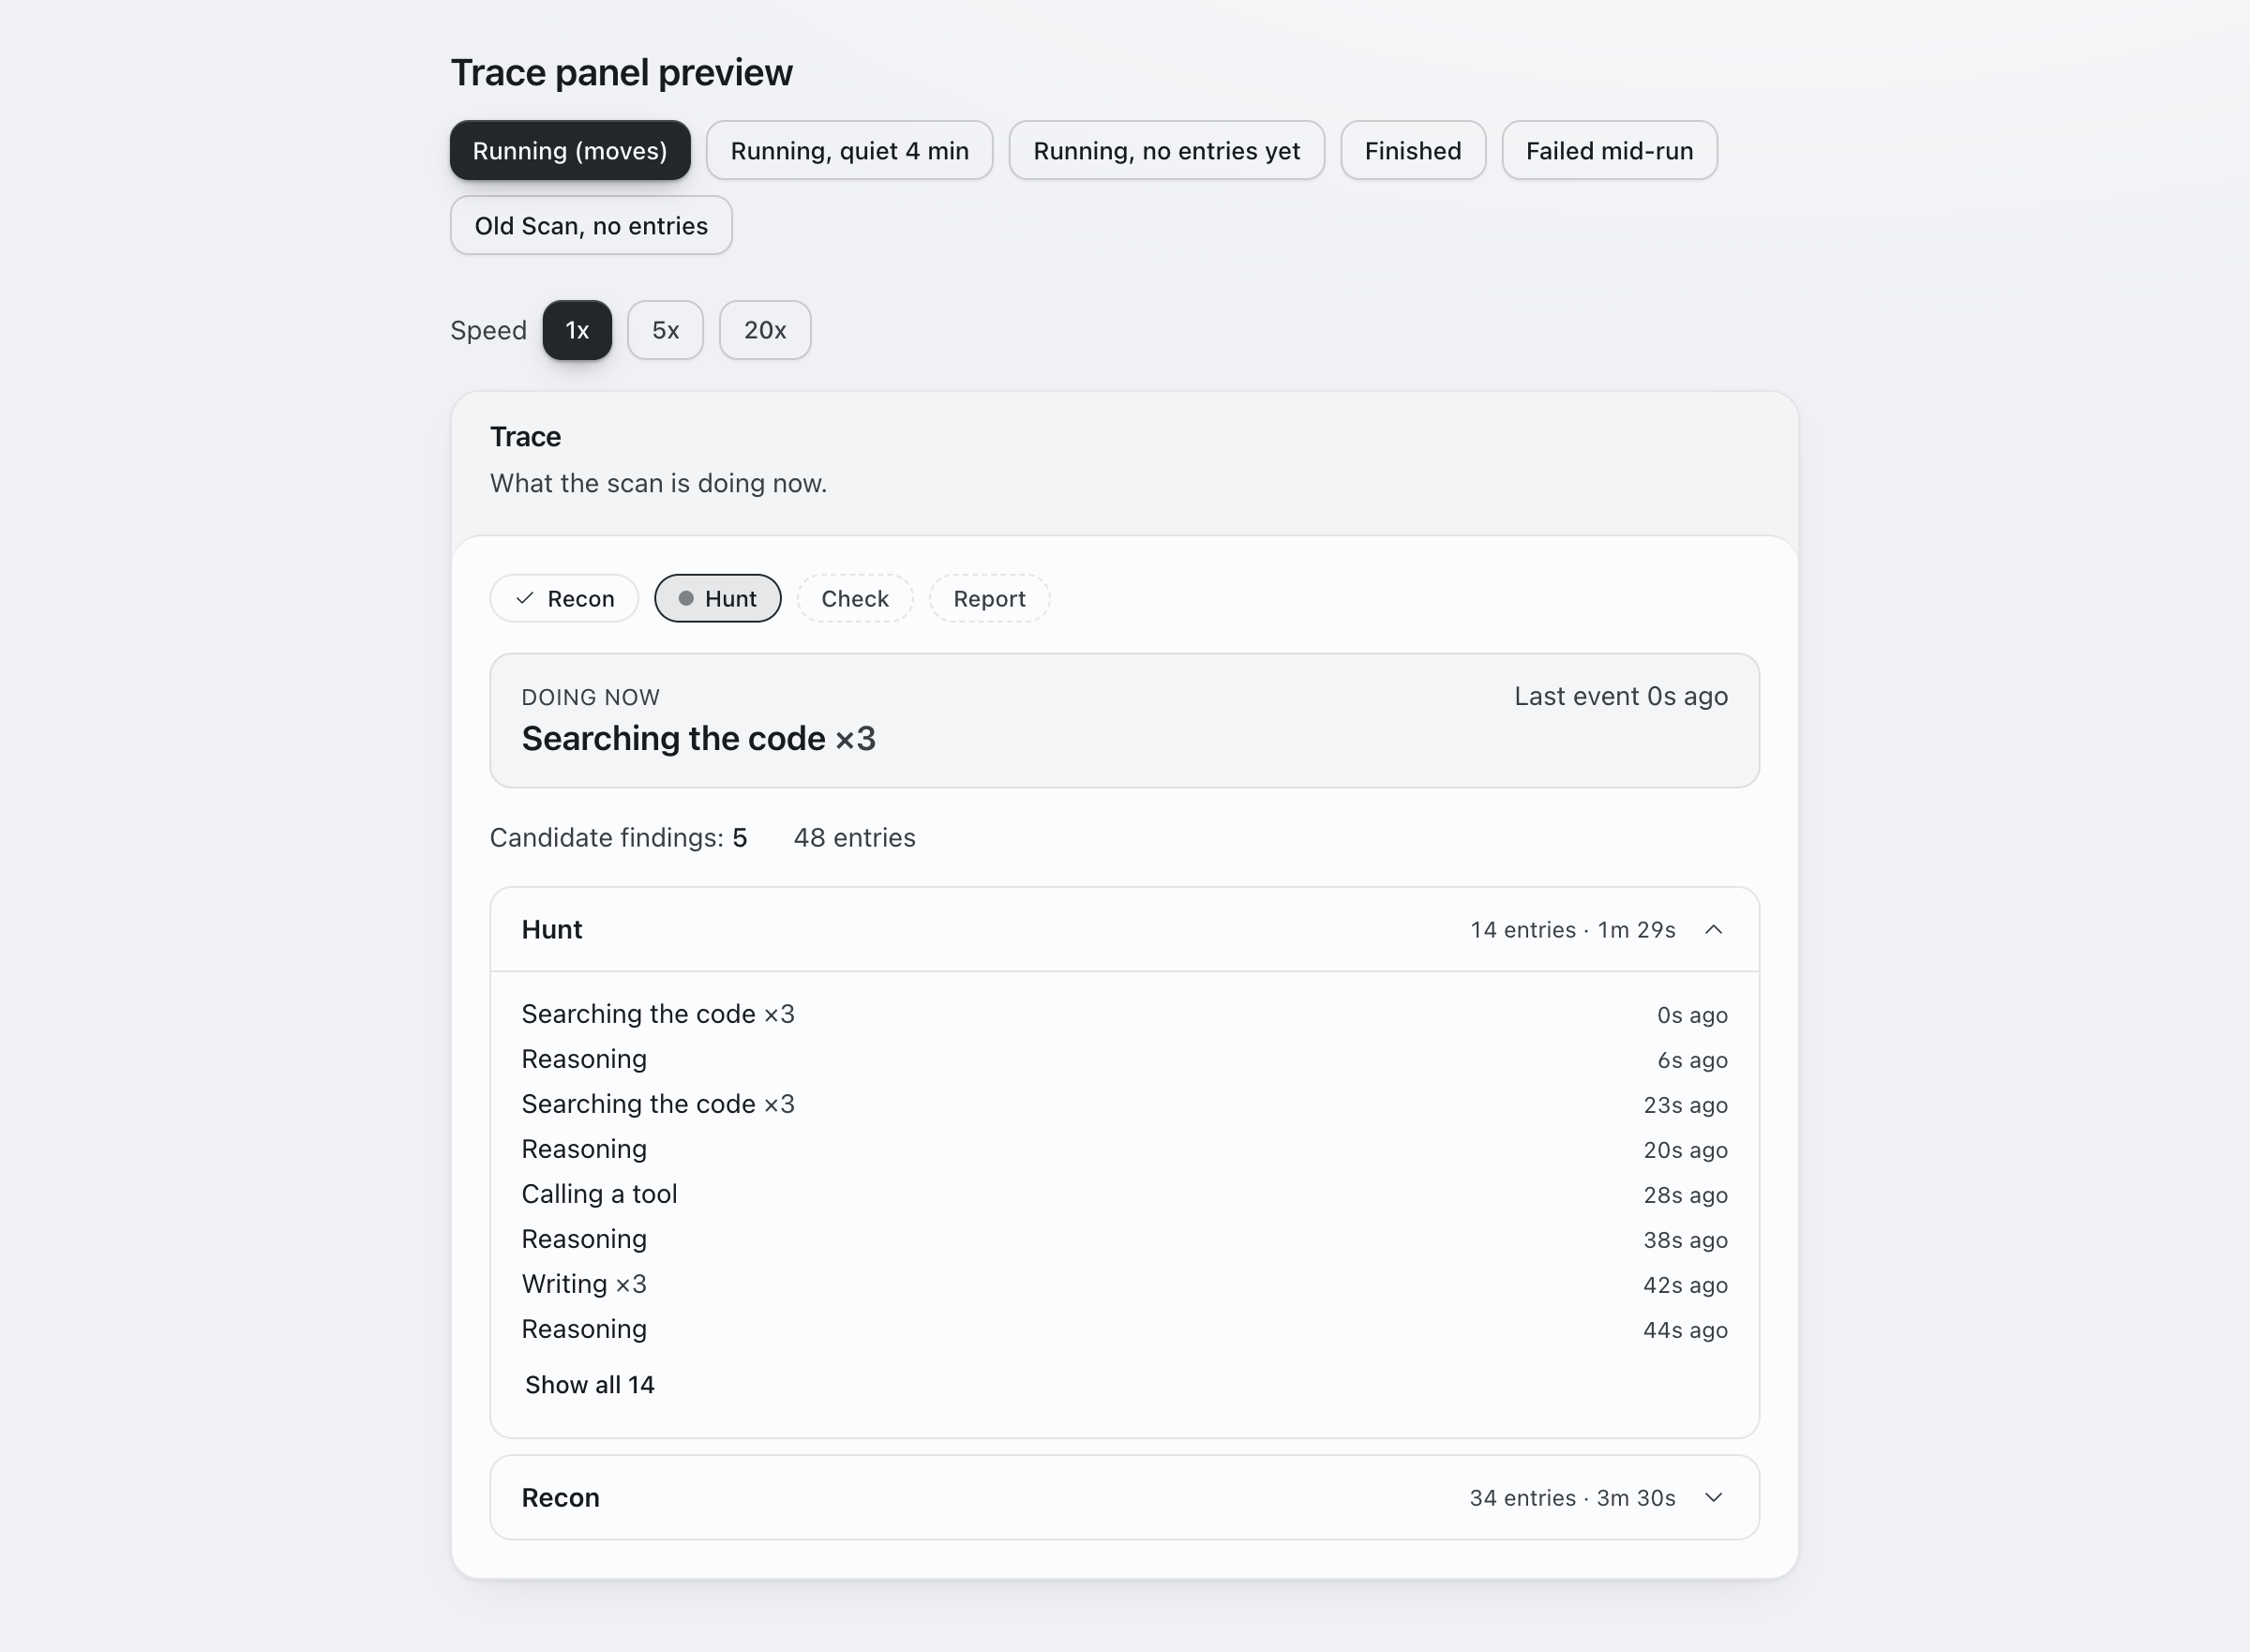 Trace panel preview
Running (moves) Running, quiet 4 min Running, no entries yet Finished Failed mid-run
Old Scan, no entries
Speed 1x 5x 20x
Trace
What the scan is doing now.
Recon Hunt Check Report
DOING NOW Last event 0s ago
Searching the code ×3
Candidate findings: 5 48 entries
Hunt 14 entries · 1m 29s
Searching the code ×3 0s ago
Reasoning 6s ago
Searching the code ×3 23s ago
Reasoning 20s ago
Calling a tool 28s ago
Reasoning 38s ago
Writing ×3 42s ago
Reasoning 44s ago
Show all 14
Recon 34 entries · 3m 30s